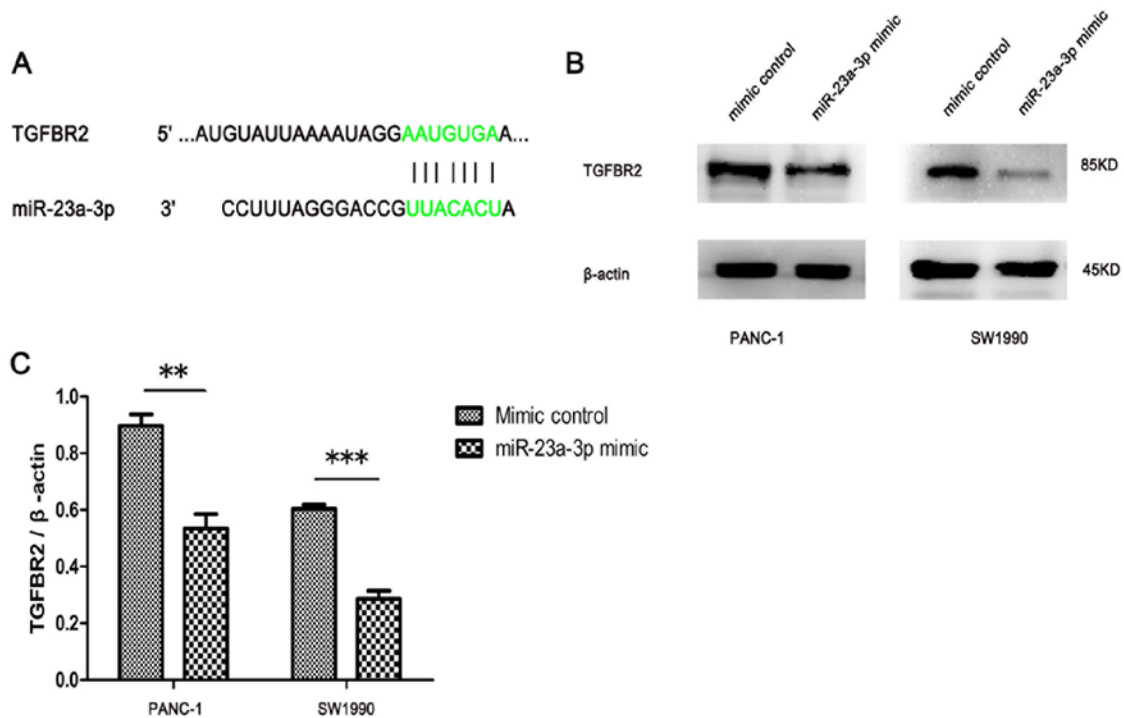 A
TGFBR2 5' ...AUGUAUUAAAAUAGGAAUGUGAA...
miR-23a-3p 3' CCUUUAGGGACCGUUACACUA
B
mimic control
miR-23a-3p mimic
mimic control
miR-23a-3p mimic
TGFBR2
85KD
β-actin
45KD
PANC-1
SW1990
C
TGFBR2 / β -actin
1.0
0.8
0.6
0.4
0.2
0.0
**
***
Mimic control
miR-23a-3p mimic
PANC-1
SW1990